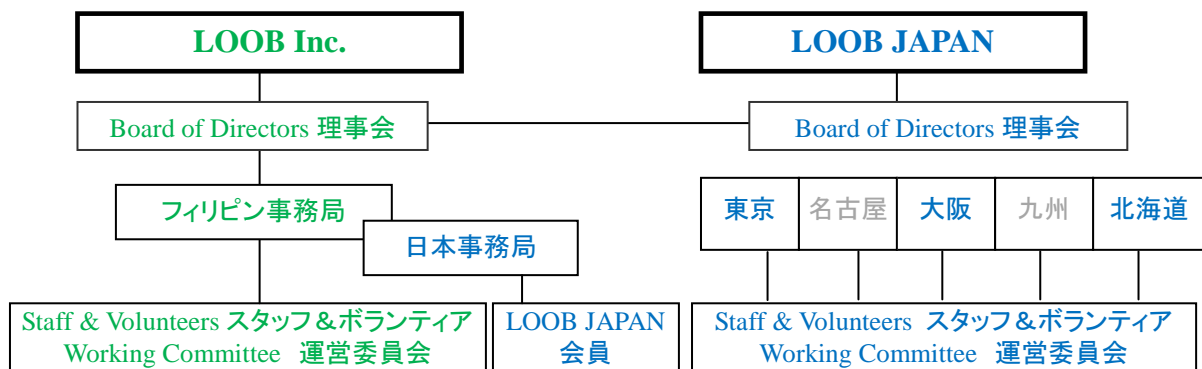 LOOB Inc.
LOOB JAPAN
Board of Directors 理事会
Board of Directors 理事会
フィリピン事務局
日本事務局
東京
名古屋
大阪
九州
北海道
Staff & Volunteers スタッフ＆ボランティア
Working Committee 運営委員会
LOOB JAPAN
会員
Staff & Volunteers スタッフ＆ボランティア
Working Committee 運営委員会